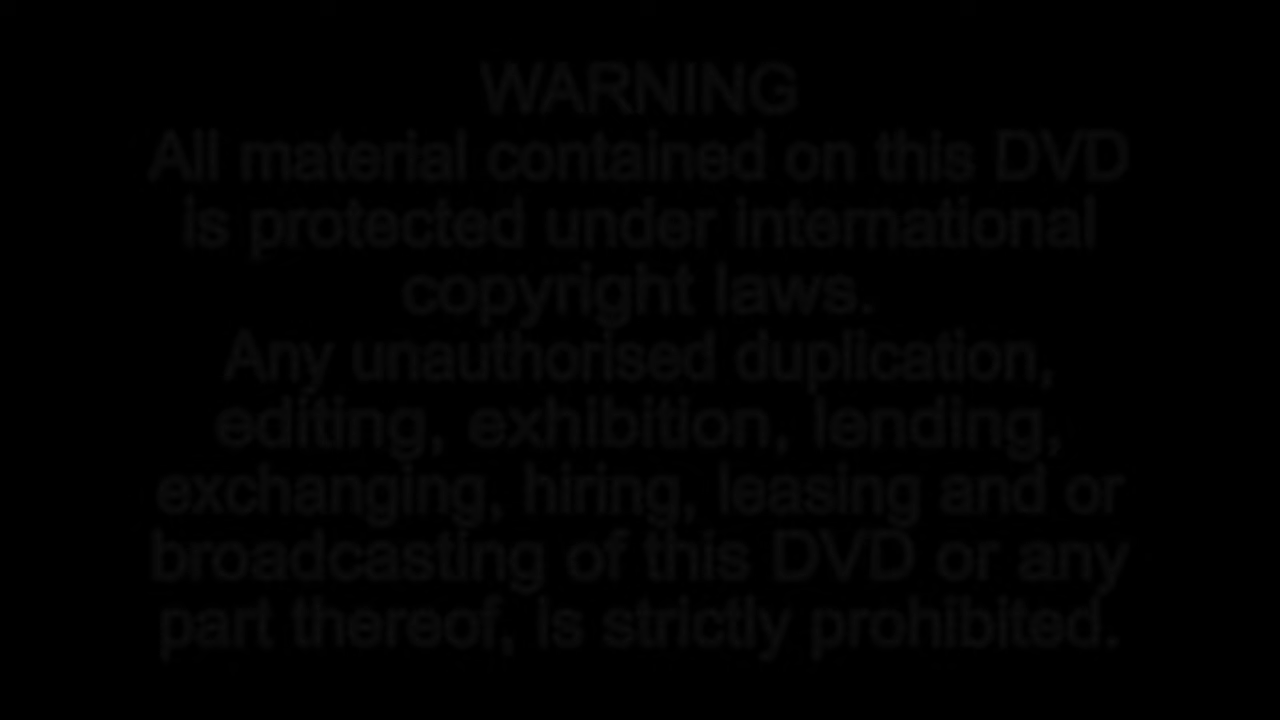 WARNING
All material contained on this DVD
is protected under international
copyright laws.
Any unauthorised duplication,
editing, exhibition, lending,
exchanging, hiring, leasing and or
broadcasting of this DVD or any
part thereof, is strictly prohibited.